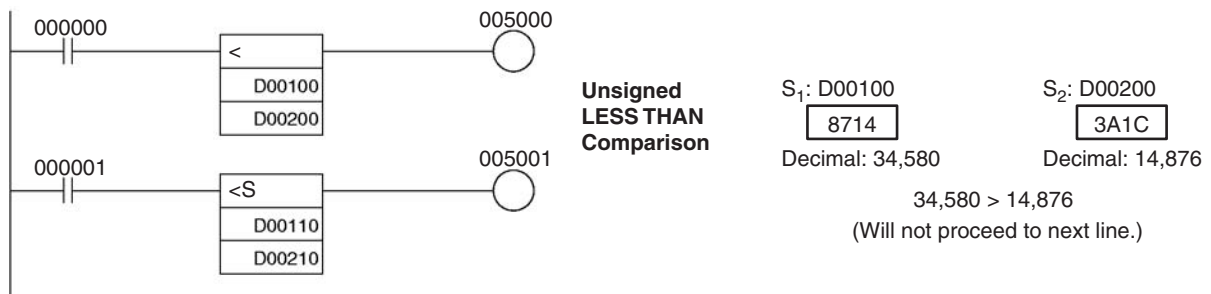 000000
005000
<
D00100
D00200
000001
005001
<S
D00110
D00210
Unsigned
LESS THAN
Comparison
S1: D00100
S2: D00200
8714
3A1C
Decimal: 34,580
Decimal: 14,876
34,580 > 14,876
(Will not proceed to next line.)